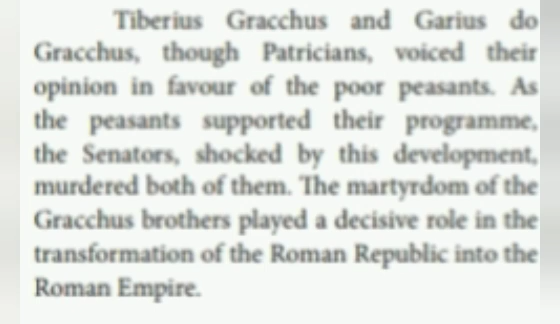 Tiberius Gracchus and Garius do
Gracchus, though Patricians, voiced their
opinion in favour of the poor peasants. As
the peasants supported their programme,
the Senators, shocked by this development,
murdered both of them. The martyrdom of the
Gracchus brothers played a decisive role in the
transformation of the Roman Republic into the
Roman Empire.